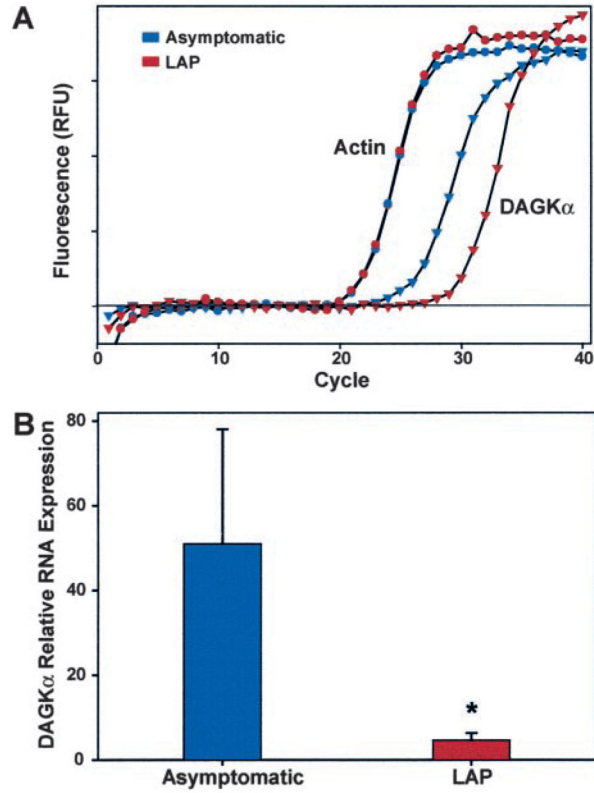 A
Asymptomatic
LAP
Actin
DAGKα
Fluorescence (RFU)
0
10
20
30
40
Cycle
B
80
60
40
20
0
DAGKα Relative RNA Expression
*
Asymptomatic
LAP